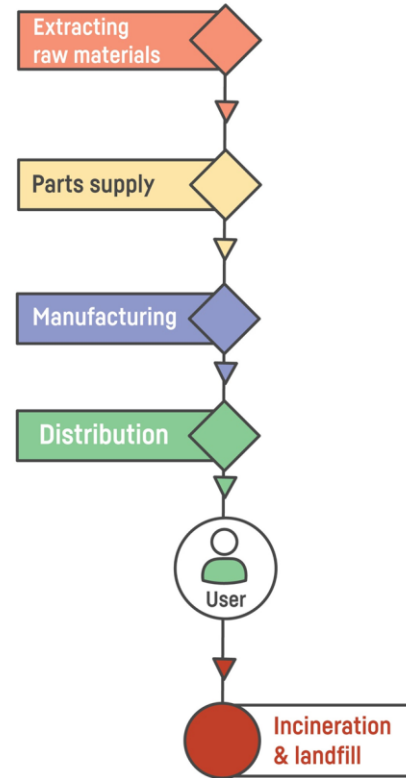 Extracting
raw materials
Parts supply
Manufacturing
Distribution
User
Incineration
& landfill